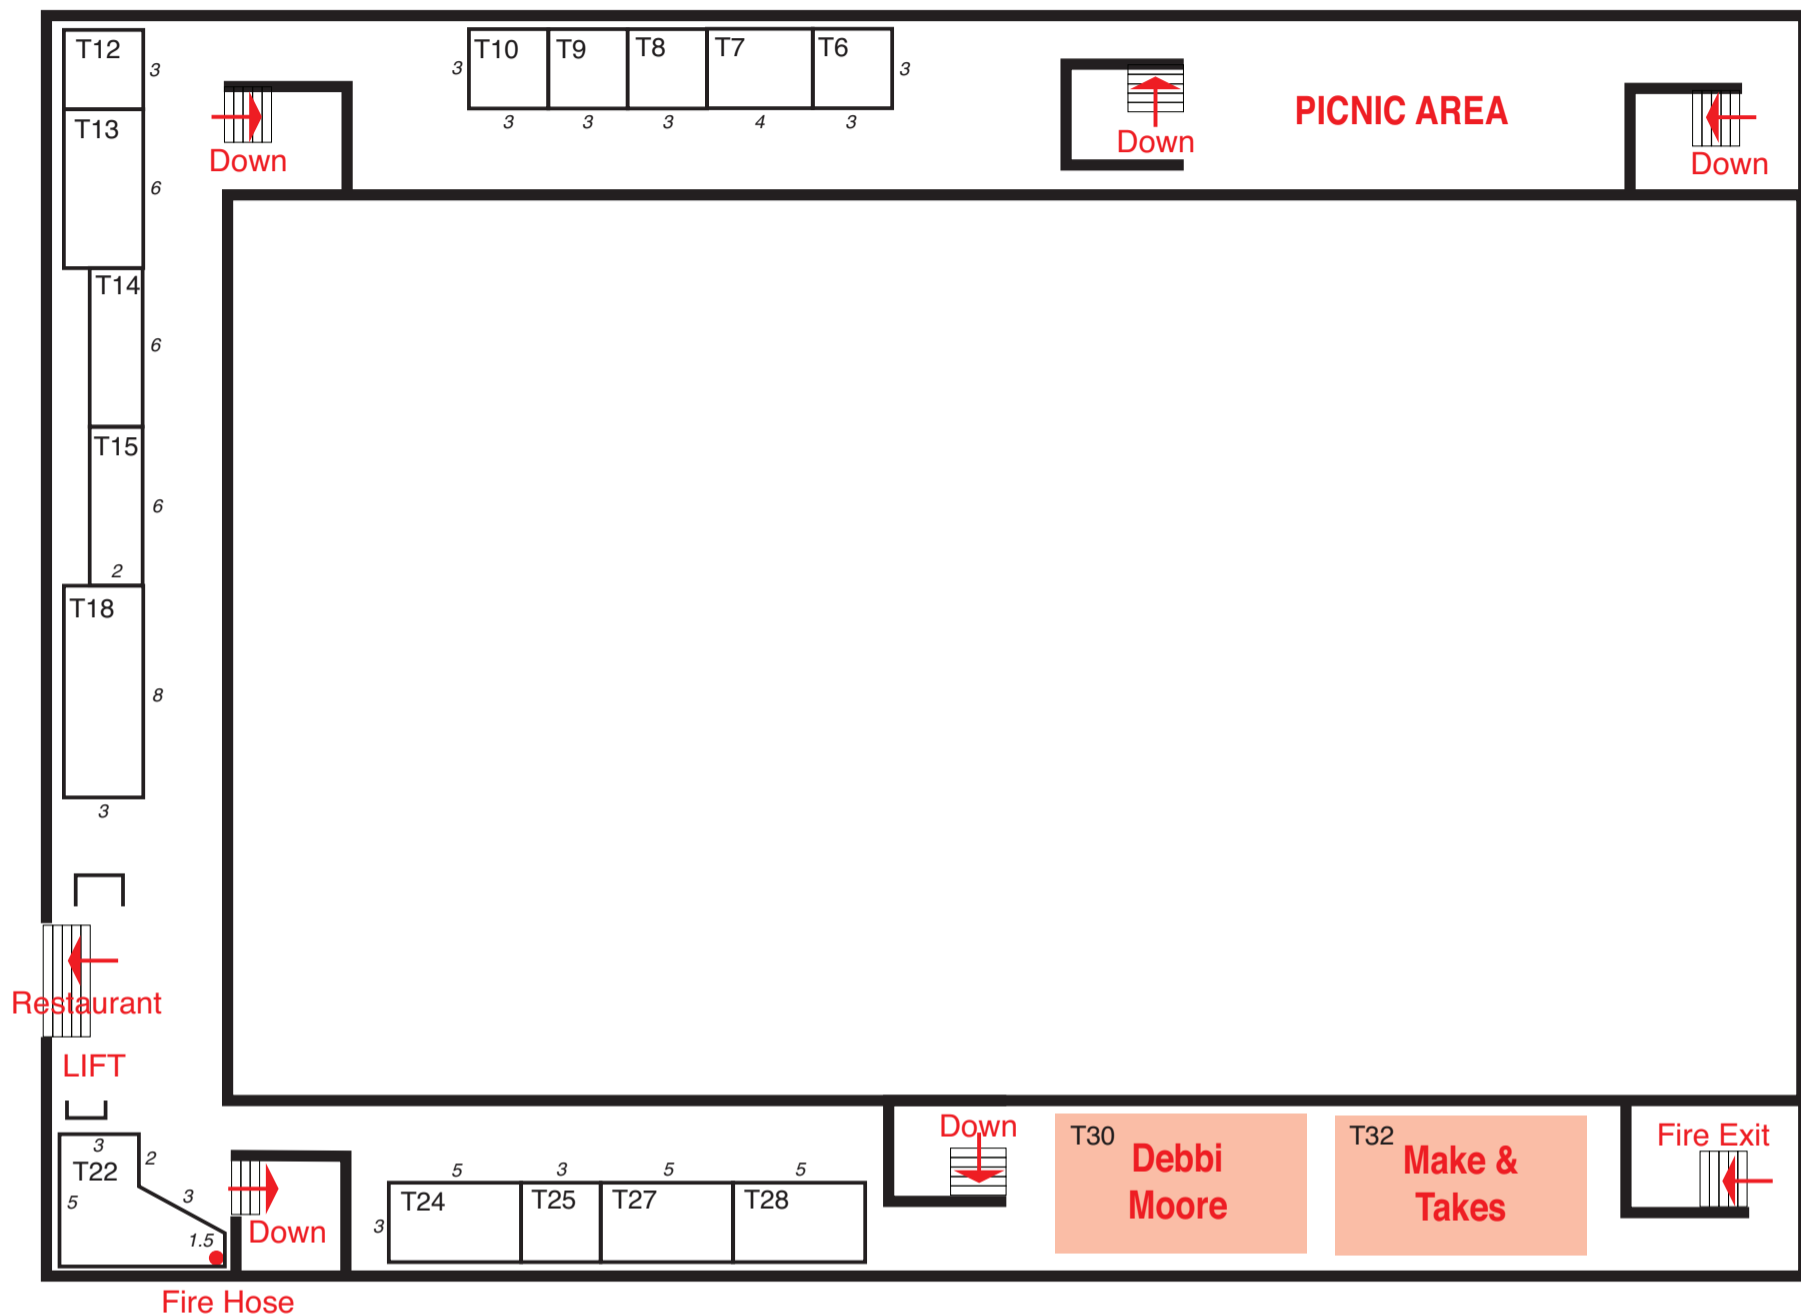 T12
3
T10
T9
T8
T7
T6
3
3
3
3
3
4
3
T13
6
Down
Down
PICNIC AREA
Down
T14
6
T15
6
2
T18
8
3
Restaurant
LIFT
3
T22
2
5
3
1.5
Fire Hose
Down
5
3
5
5
T24
T25
T27
T28
3
Down
T30
Debbi
Moore
T32
Make &
Takes
Fire Exit